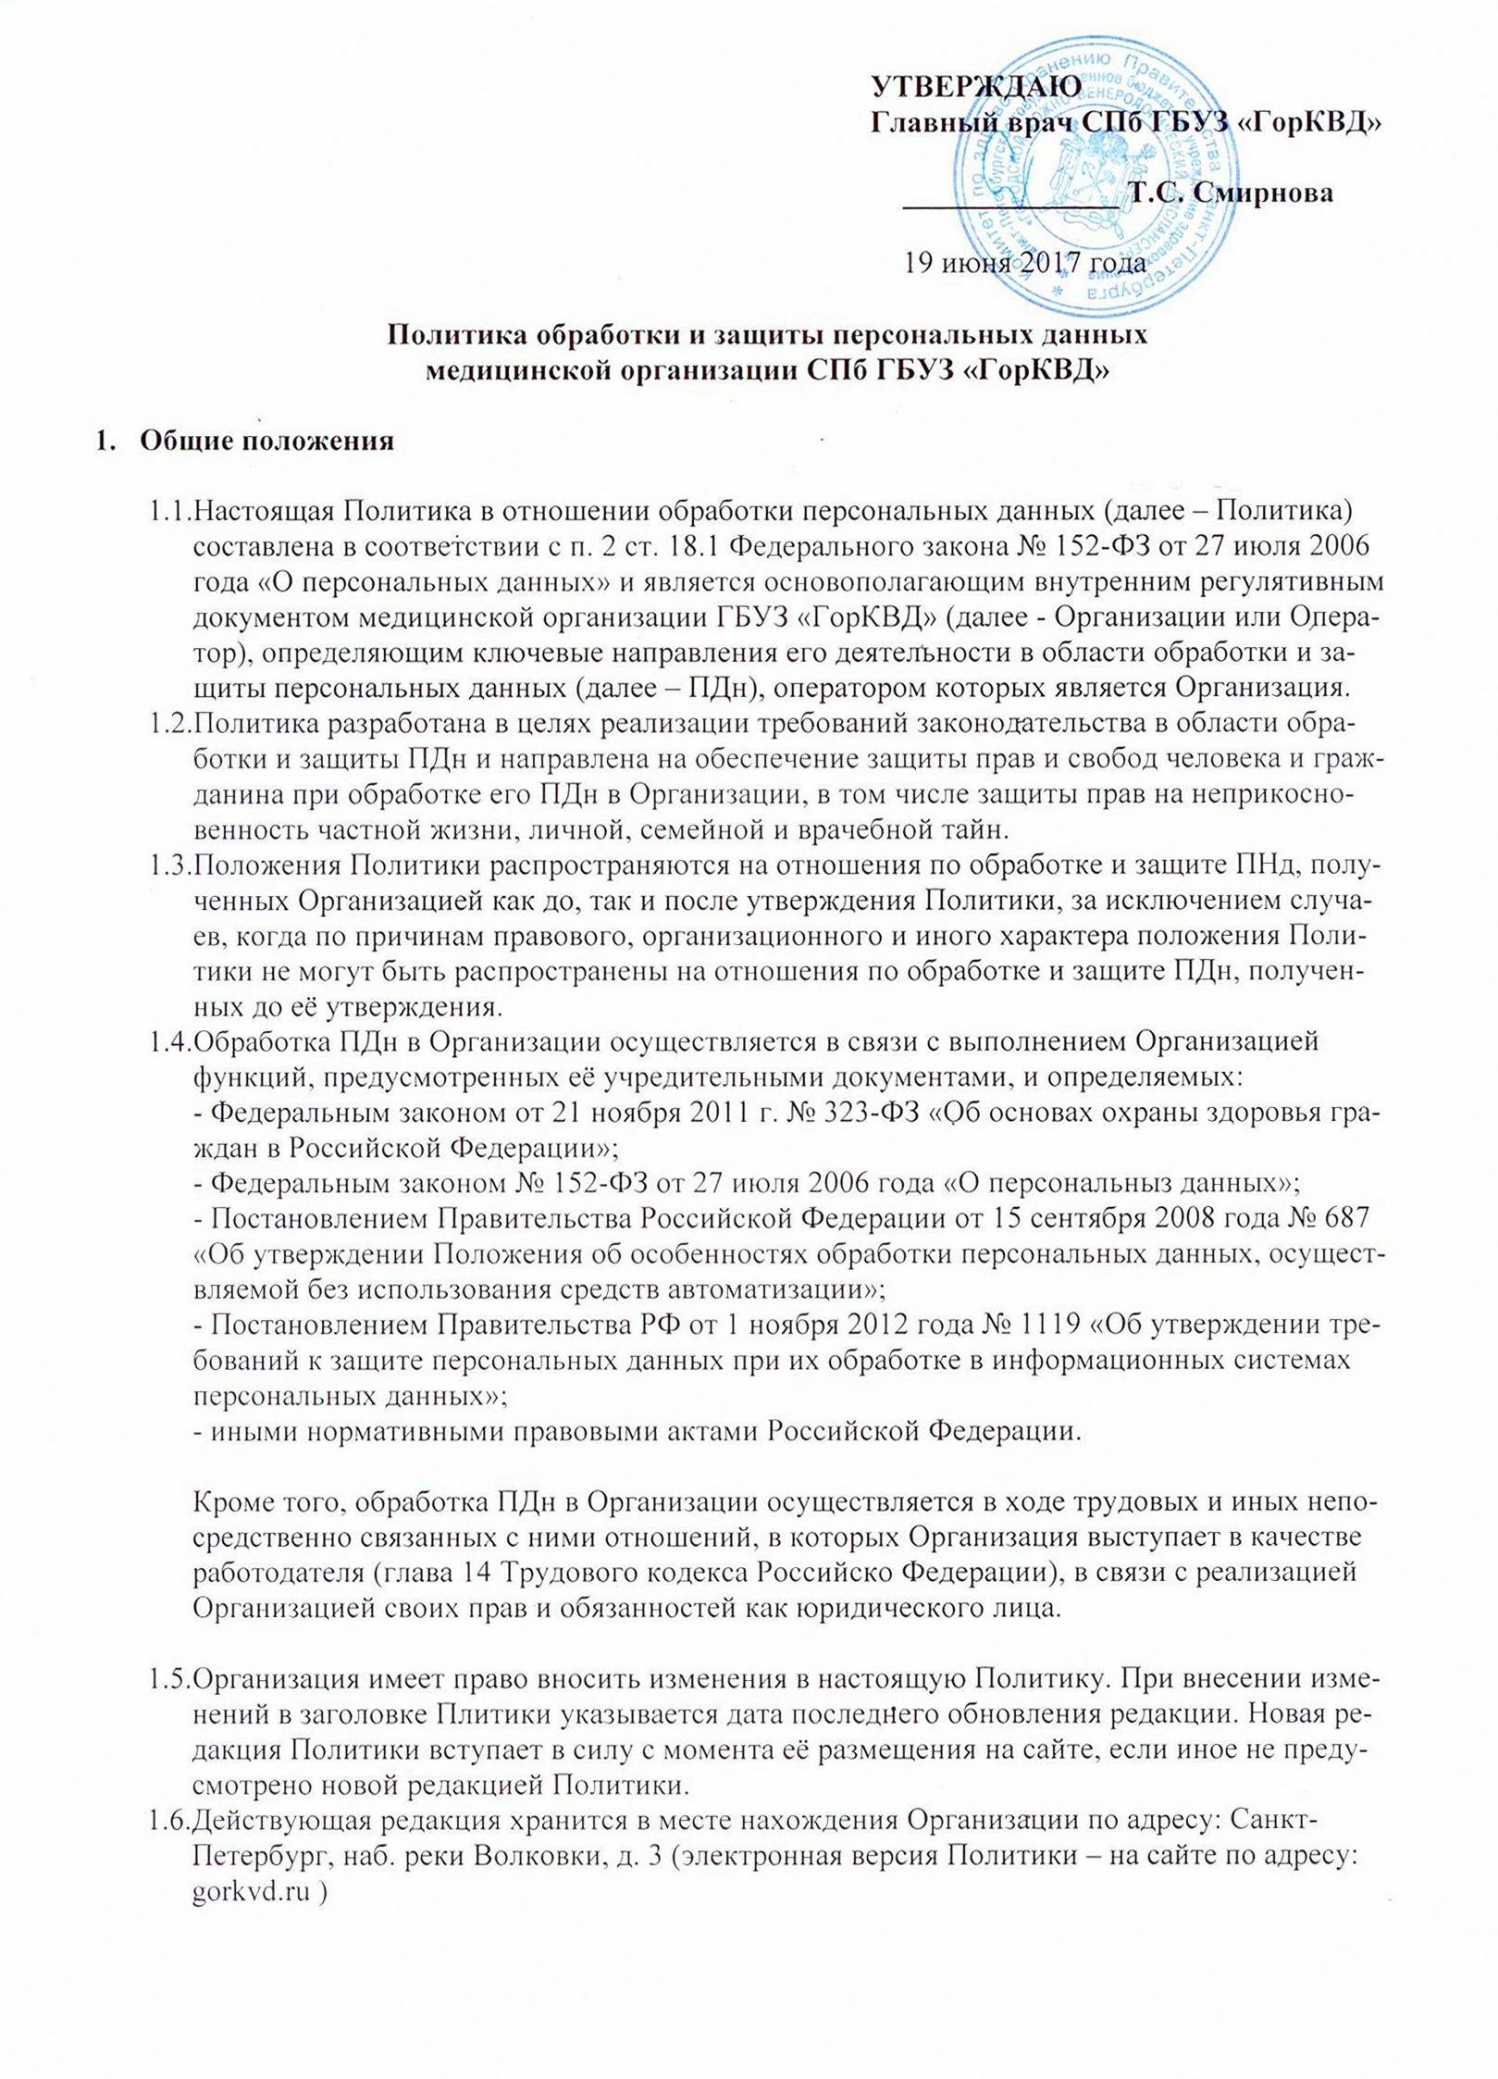 УТВЕРЖДАЮ
Главный врач СПб ГБУЗ «ГорКВД»
Т.С. Смирнова
19 июня 2017 года
Комитет по здравоохранению Правительства Санкт-Петербурга
Политика обработки и защиты персональных данных
медицинской организации СПб ГБУЗ «ГорКВД»
1. Общие положения
1.1.Настоящая Политика в отношении обработки персональных данных (далее – Политика)
составлена в соответствии с п. 2 ст. 18.1 Федерального закона № 152-ФЗ от 27 июля 2006
года «О персональных данных» и является основополагающим внутренним регулятивным
документом медицинской организации ГБУЗ «ГорКВД» (далее - Организации или Опера-
тор), определяющим ключевые направления его деятельности в области обработки и за-
щиты персональных данных (далее – ПДн), оператором которых является Организация.
1.2.Политика разработана в целях реализации требований законодательства в области обра-
ботки и защиты ПДн и направлена на обеспечение защиты прав и свобод человека и граж-
данина при обработке его ПДн в Организации, в том числе защиты прав на неприкосно-
венность частной жизни, личной, семейной и врачебной тайн.
1.3.Положения Политики распространяются на отношения по обработке и защите ПНд, полу-
ченных Организацией как до, так и после утверждения Политики, за исключением случа-
ев, когда по причинам правового, организационного и иного характера положения Поли-
тики не могут быть распространены на отношения по обработке и защите ПДн, получен-
ных до её утверждения.
1.4.Обработка ПДн в Организации осуществляется в связи с выполнением Организацией
функций, предусмотренных её учредительными документами, и определяемых:
- Федеральным законом от 21 ноября 2011 г. № 323-ФЗ «Об основах охраны здоровья гра-
ждан в Российской Федерации»;
- Федеральным законом № 152-ФЗ от 27 июля 2006 года «О персональныз данных»;
- Постановлением Правительства Российской Федерации от 15 сентября 2008 года № 687
«Об утверждении Положения об особенностях обработки персональных данных, осущест-
вляемой без использования средств автоматизации»;
- Постановлением Правительства РФ от 1 ноября 2012 года № 1119 «Об утверждении тре-
бований к защите персональных данных при их обработке в информационных системах
персональных данных»;
- иными нормативными правовыми актами Российской Федерации.
Кроме того, обработка ПДн в Организации осуществляется в ходе трудовых и иных непо-
средственно связанных с ними отношений, в которых Организация выступает в качестве
работодателя (глава 14 Трудового кодекса Российско Федерации), в связи с реализацией
Организацией своих прав и обязанностей как юридического лица.
1.5.Организация имеет право вносить изменения в настоящую Политику. При внесении изме-
нений в заголовке Плитики указывается дата последнего обновления редакции. Новая ре-
дакция Политики вступает в силу с момента её размещения на сайте, если иное не преду-
смотрено новой редакцией Политики.
1.6.Действующая редакция хранится в месте нахождения Организации по адресу: Санкт-
Петербург, наб. реки Волковки, д. 3 (электронная версия Политики – на сайте по адресу:
gorkvd.ru )